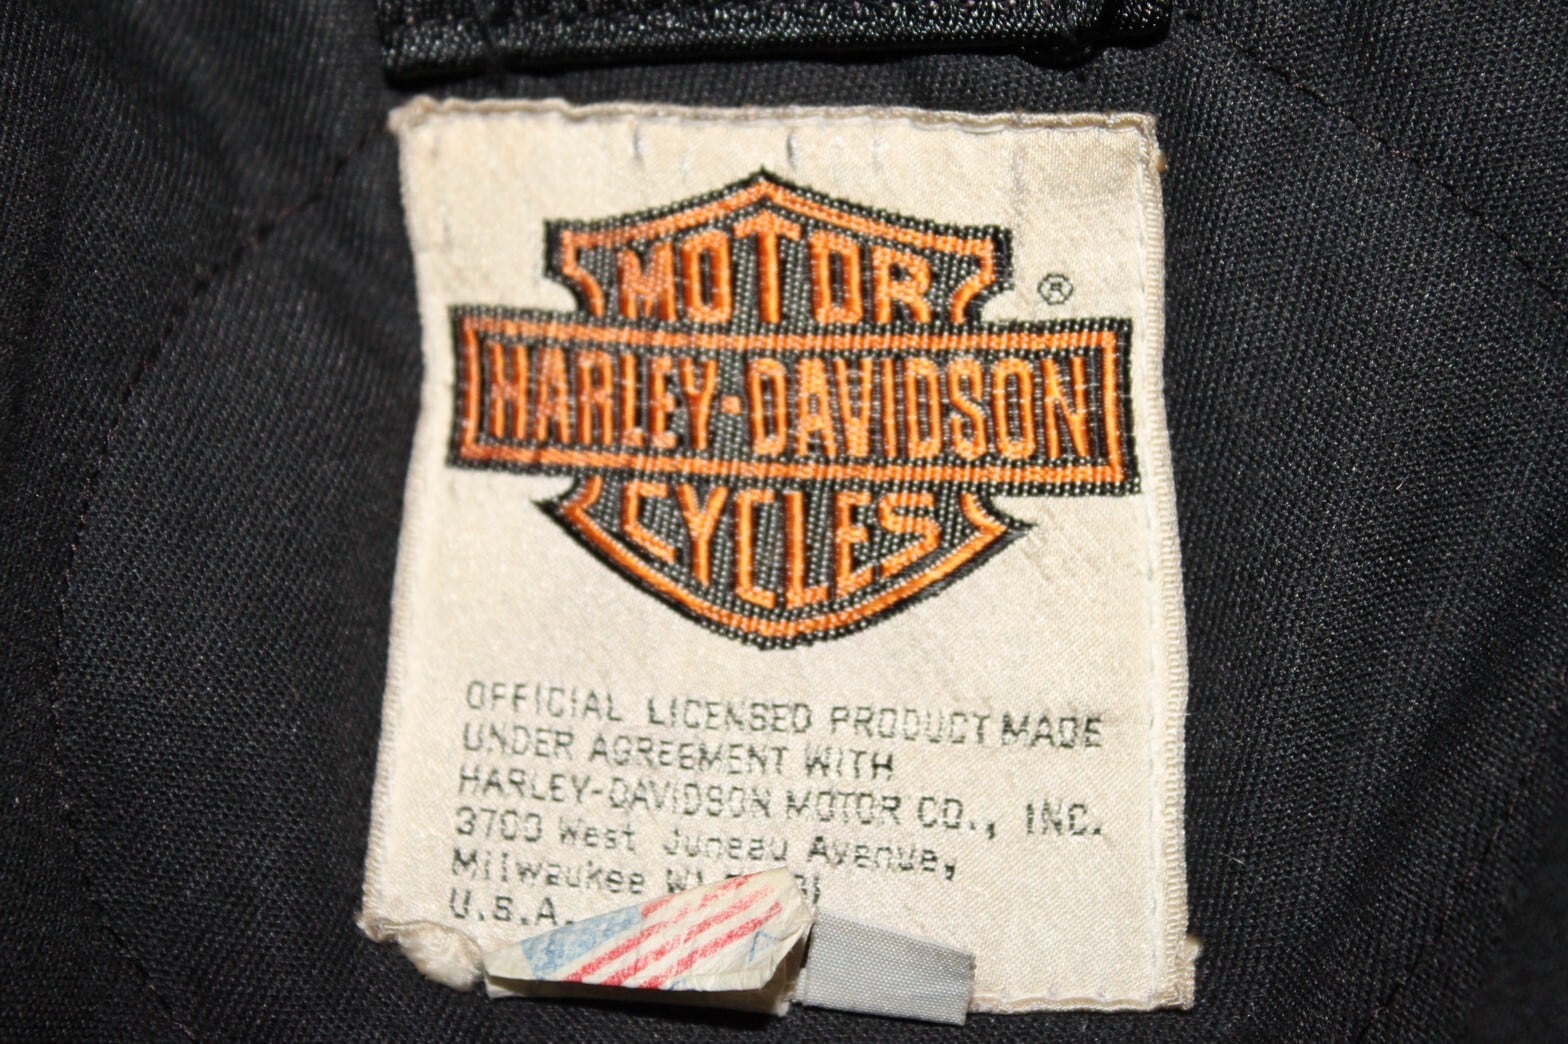 MOTOR
®
HARLEY-DAVIDSON
CYCLES
OFFICIAL LICENSED PRODUCT MADE
UNDER AGREEMENT WITH
HARLEY-DAVIDSON MOTOR CO., INC.
3700 West Juneau Avenue,
Milwaukee WI
U.S.A.